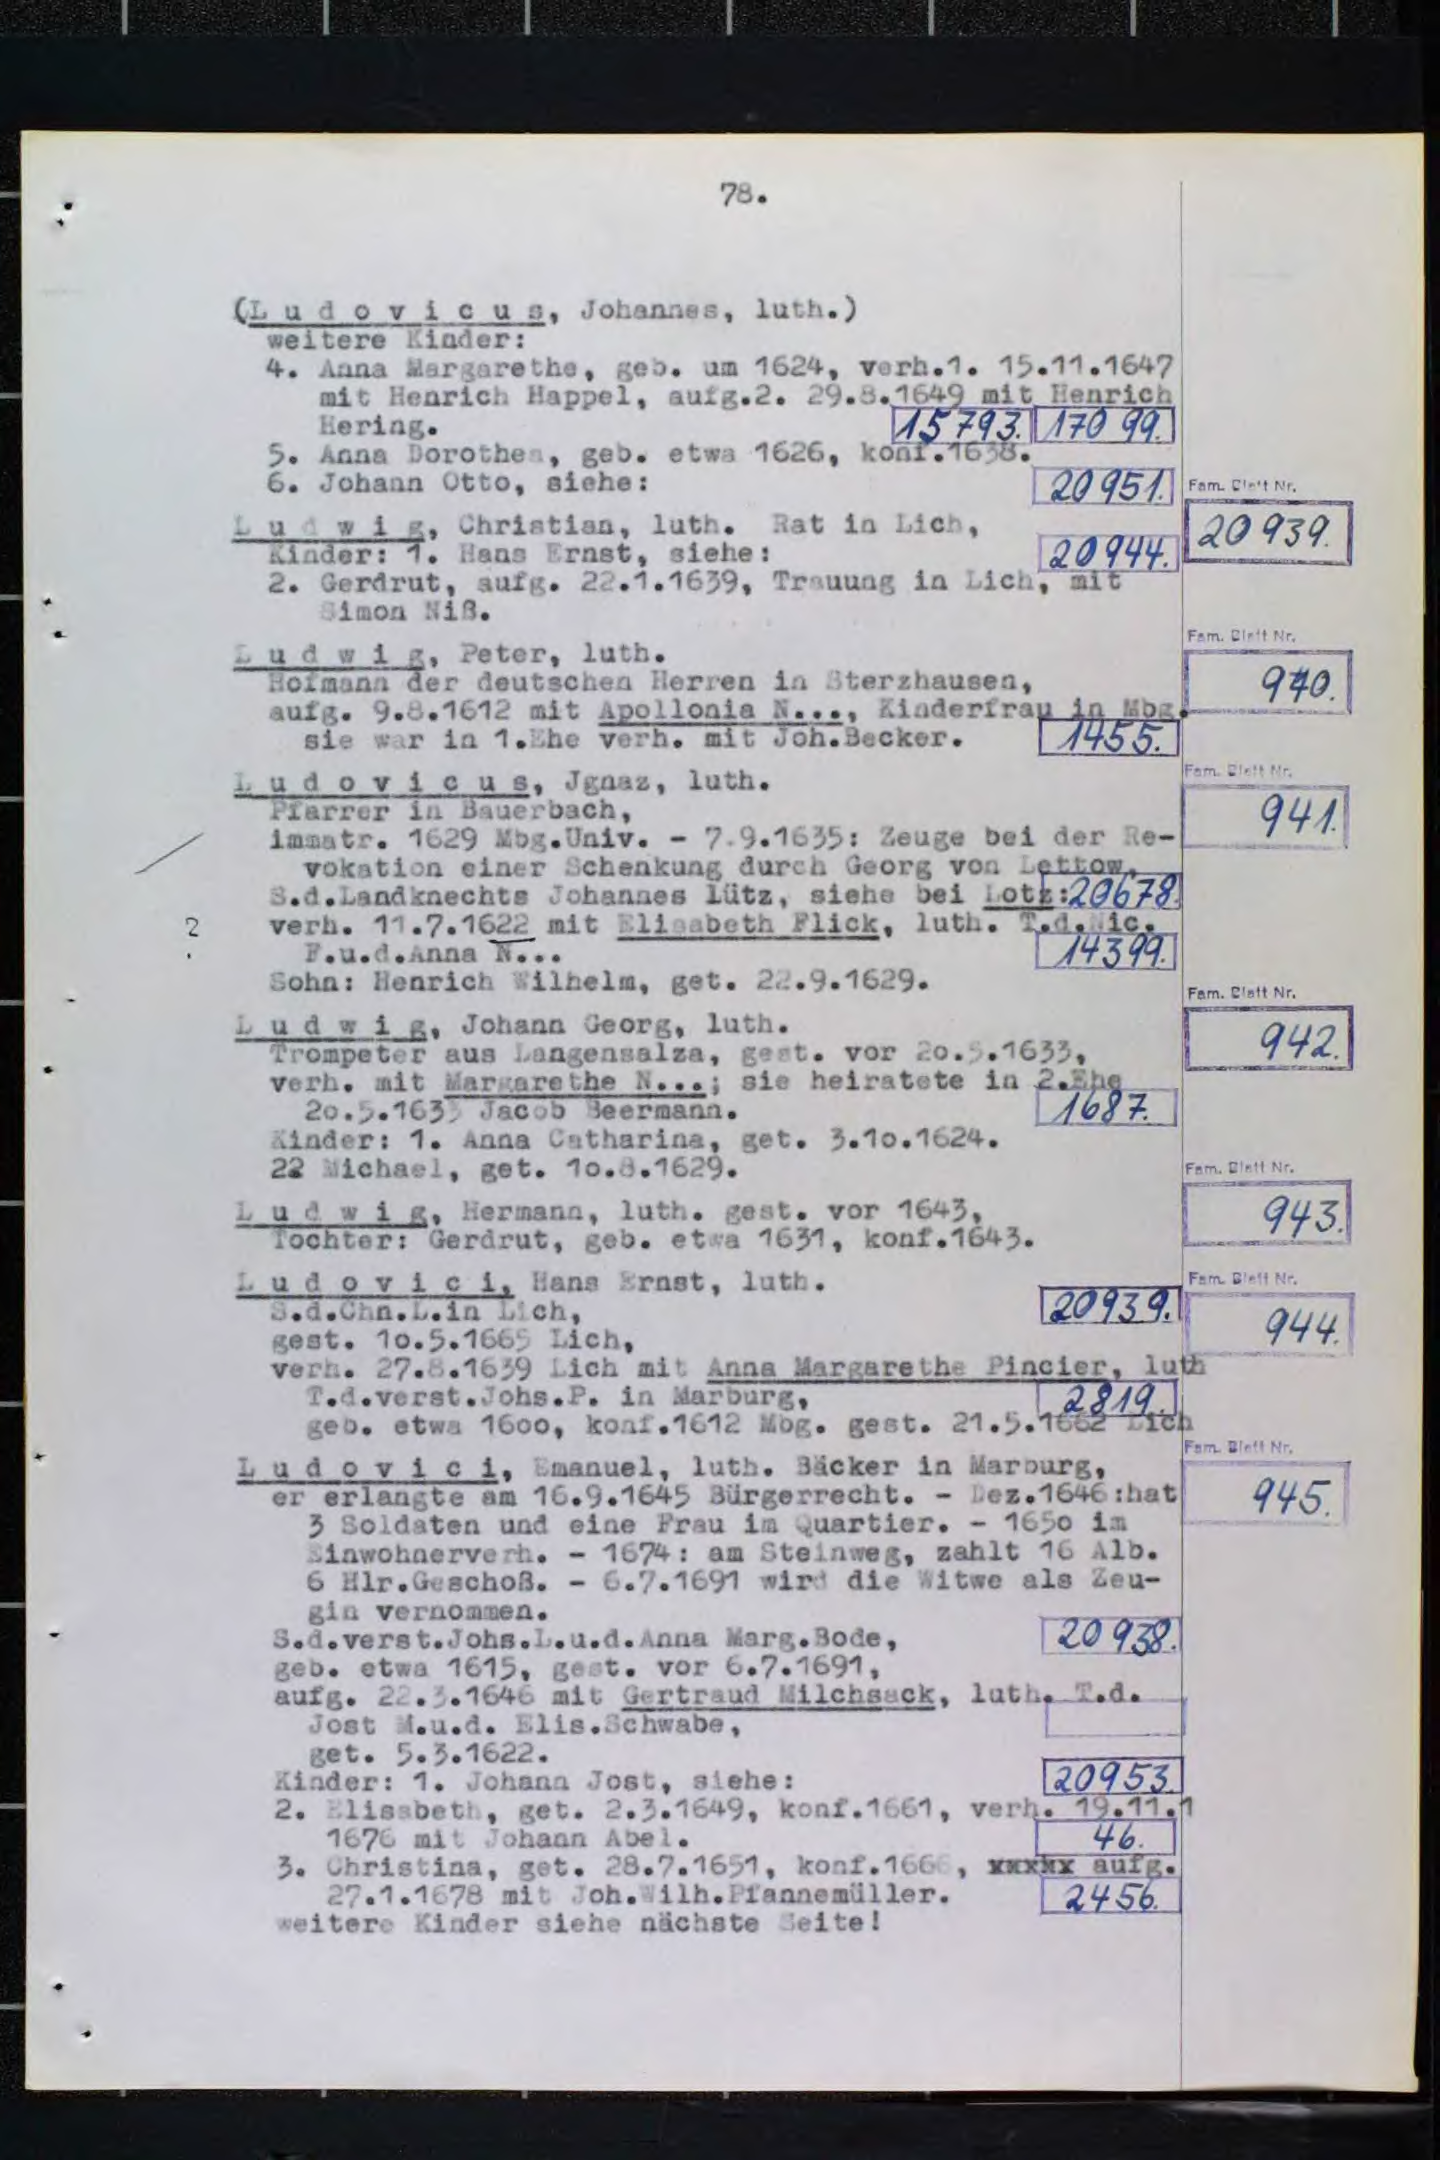 78.
(L u d o v i c u s, Johannes, luth.)
weitere Kinder:
4. Anna Margarethe, geb. um 1624, verh.1. 15.11.1647
mit Henrich Happel, aufg.2. 29.8.1649 mit Henrich
Hering. 15793. 17099.
5. Anna Dorothea, geb. etwa 1626, konf.1638.
6. Johann Otto, siehe: 20951.
Fam. Blatt Nr.
L u d w i g, Christian, luth. Rat in Lich, 20939.
Kinder: 1. Hans Ernst, siehe: 20944.
2. Gerdrut, aufg. 22.1.1639, Trauung in Lich, mit
Simon Niß.
Fam. Blatt Nr.
L u d w i g, Peter, luth.
Hofmann der deutschen Herren in Sterzhausen, 940.
aufg. 9.8.1612 mit Apollonia N..., Kinderfrau in Mbg.
sie war in 1.Ehe verh. mit Joh.Becker. 1455.
Fam. Blatt Nr.
L u d o v i c u s, Jgnaz, luth.
Pfarrer in Bauerbach, 941.
immatr. 1629 Mbg.Univ. - 7.9.1635: Zeuge bei der Re-
vokation einer Schenkung durch Georg von Lettow,
S.d.Landknechts Johannes Lütz, siehe bei Lotz: 20678.
? verh. 11.7.1622 mit Elisabeth Flick, luth. T.d.Nic.
F.u.d.Anna N... 14399.
Sohn: Henrich Wilhelm, get. 22.9.1629.
Fam. Blatt Nr.
L u d w i g, Johann Georg, luth. 942.
Trompeter aus Langensalza, gest. vor 2o.5.1633,
verh. mit Margarethe N...; sie heiratete in 2.Ehe
2o.5.1633 Jacob Beermann. 1687.
Kinder: 1. Anna Catharina, get. 3.1o.1624.
22 Michael, get. 1o.8.1629.
Fam. Blatt Nr.
L u d w i g, Hermann, luth. gest. vor 1643, 943.
Tochter: Gerdrut, geb. etwa 1631, konf.1643.
Fam. Blatt Nr.
L u d o v i c i, Hans Ernst, luth.
S.d.Chn.L.in Lich, 20939. 944.
gest. 1o.5.1665 Lich,
verh. 27.8.1639 Lich mit Anna Margarethe Pincier, luth
T.d.verst.Johs.P. in Marburg, 2819.
geb. etwa 16oo, konf.1612 Mbg. gest. 21.5.1662 Lich
Fam. Blatt Nr.
L u d o v i c i, Emanuel, luth. Bäcker in Marburg,
er erlangte am 16.9.1645 Bürgerrecht. - Dez.1646:hat 945.
3 Soldaten und eine Frau im Quartier. - 165o im
Einwohnerverh. - 1674: am Steinweg, zahlt 16 Alb.
6 Hlr.Geschoß. - 6.7.1691 wird die Witwe als Zeu-
gin vernommen.
S.d.verst.Johs.L.u.d.Anna Marg.Bode, 20938.
geb. etwa 1615, gest. vor 6.7.1691,
aufg. 22.3.1646 mit Gertraud Milchsack, luth. T.d.
Jost M.u.d. Elis.Schwabe,
get. 5.3.1622.
Kinder: 1. Johann Jost, siehe: 20953.
2. Elisabeth, get. 2.3.1649, konf.1661, verh. 19.11.1
1676 mit Johann Abel. 46.
3. Christina, get. 28.7.1651, konf.1666, xxxxx aufg.
27.1.1678 mit Joh.Wilh.Pfannemüller. 2456.
weitere Kinder siehe nächste Seite!